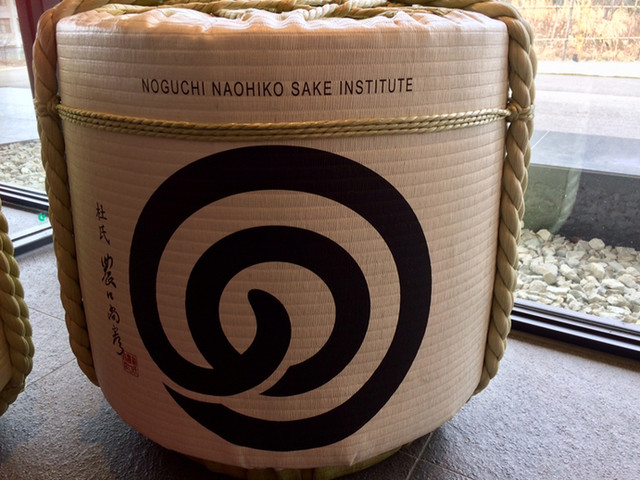 NOGUCHI NAOHIKO SAKE INSTITUTE
杜氏 農口尚彦